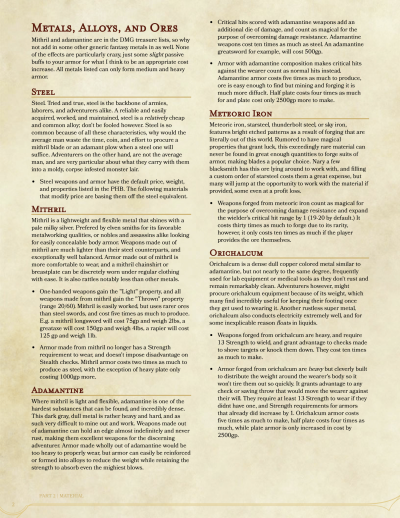 METALS, ALLOYS, AND ORES
Mithril and adamantine are in the DMG treasure lists, so why
not add in some other generic fantasy metals in as well. None
of the effects are particularly crazy, just some slight passive
buffs to your armor for what I think to be an appropriate cost
increase. All metals listed can only form medium and heavy
armor.
STEEL
Steel. Tried and true, steel is the backbone of armies,
laborers, and adventurers alike. A reliable and easily
acquired, worked, and maintained, steel is a relatively cheap
and common alloy don't be fooled however. Steel is so
common because of all these characteristics, why would the
average man waste the time, coin, and effort to procure a
mithril blade or an adamant plow when a steel one will
suffice. Adventurers on the other hand, are not the average
man, and are very particular about what they carry with them
into a moldy, corpse infested monster lair.
• Steel weapons and armor have the default price, weight,
and properties listed in the PHB. The following materials
that modify price are basing them off the steel equivalent.
MITHRIL
Mithril is a lightweight and flexible metal that shines with a
pale milky silver. Prefered by elven smiths for its favorable
metalworking qualities, or nobles and assassins alike looking
for easily concealable body armor. Weapons made out of
mithril are much lighter than their steel counterparts, and
exceptionally well balanced. Armor made out of mithril is
more comfortable to wear, and a mithril chainshirt or
breastplate can be discreetly worn under regular clothing
with ease. It is also rattles notably less than other metals.
• One-handed weapons gain the "Light" property, and all
weapons made from mithril gain the "Thrown" property
(range 20/60). Mithril is easily worked, but uses rarer ores
than steel swords, and cost five times as much to produce.
E.g. a mithril longsword will cost 75gp and weigh 2lbs, a
greataxe will cost 150gp and weigh 4lbs, a rapier will cost
125 gp and weigh 1lb.
• Armor made from mithril no longer has a Strength
requirement to wear, and doesn't impose disadvantage on
Stealth checks. Mithril armor costs two times as much to
produce as steel, with the exception of heavy plate only
costing 1000gp more.
ADAMANTINE
Where mithril is light and flexible, adamantine is one of the
hardest substances that can be found, and incredibly dense.
This dark gray, dull metal is rather heavy and hard, and as
such very difficult to mine out and work. Weapons made out
of adamantine can hold an edge almost indefinitely and never
rust, making them excellent weapons for the discerning
adventurer. Armor made wholly out of adamantine would be
too heavy to properly wear, but armor can easily be reinforced
or formed into alloys to reduce the weight while retaining the
strength to absorb even the mightiest blows.
• Critical hits scored with adamantine weapons add an
additional die of damage, and count as magical for the
purpose of overcoming damage resistance. Adamantine
weapons cost ten times as much as steel. An adamantine
greatsword for example, will cost 500gp.
• Armor with adamantine composition makes critical hits
against the wearer count as normal hits instead.
Adamantine armor costs five times as much to produce,
ore is easy enough to find but mining and forging it is
much more difficult. Half plate costs four times as much
for and plate cost only 2500gp more to make.
METEORIC IRON
Meteoric iron, starsteel, thunderbolt steel, or sky iron,
features bright etched patterns as a result of forging that are
literally out of this world. Rumored to have magical
properties that grant luck, this exceedingly rare material can
never be found in great enough quantities to forge suits of
armor, making blades a popular choice. Nary a few
blacksmith has this ore lying around to work with, and filling
a custom order of starsteel costs them a great expense, but
many will jump at the opportunity to work with the material if
provided, some even at a profit loss.
• Weapons forged from meteoric iron count as magical for
the purpose of overcoming damage resistance and expand
the wielder's critical hit range by 1 (19-20 by default.) It
costs thirty times as much to forge due to its rarity,
however, it only costs ten times as much if the player
provides the ore themselves.
ORICHALCUM
Orichalcum is a dense dull copper colored metal similar to
adamantine, but not nearly to the same degree, frequently
used for lab equipment or medical tools as they don't rust and
remain remarkably clean. Adventurers however, might
procure orichalcum equipment because of its weight, which
many find incredibly useful for keeping their footing once
they get used to wearing it. Another rustless super metal,
orichalcum also conducts electricity extremely well, and for
some inexplicable reason floats in liquids.
• Weapons forged from orichalcum are heavy, and require
13 Strength to wield, and grant advantage to checks made
to shove targets or knock them down. They cost ten times
as much to make.
• Armor forged from orichalcum are heavy but cleverly built
to distribute the weight around the wearer's body so it
won't tire them out so quickly. It grants advantage to any
check or saving throw that would move the wearer against
their will. They require at least 13 Strength to wear if they
didn't have one, and Strength requirements for armors
that already did increase by 1. Orichalcum armor costs
five times as much to make, half plate costs four times as
much, while plate armor is only increased in cost by
2500gp.